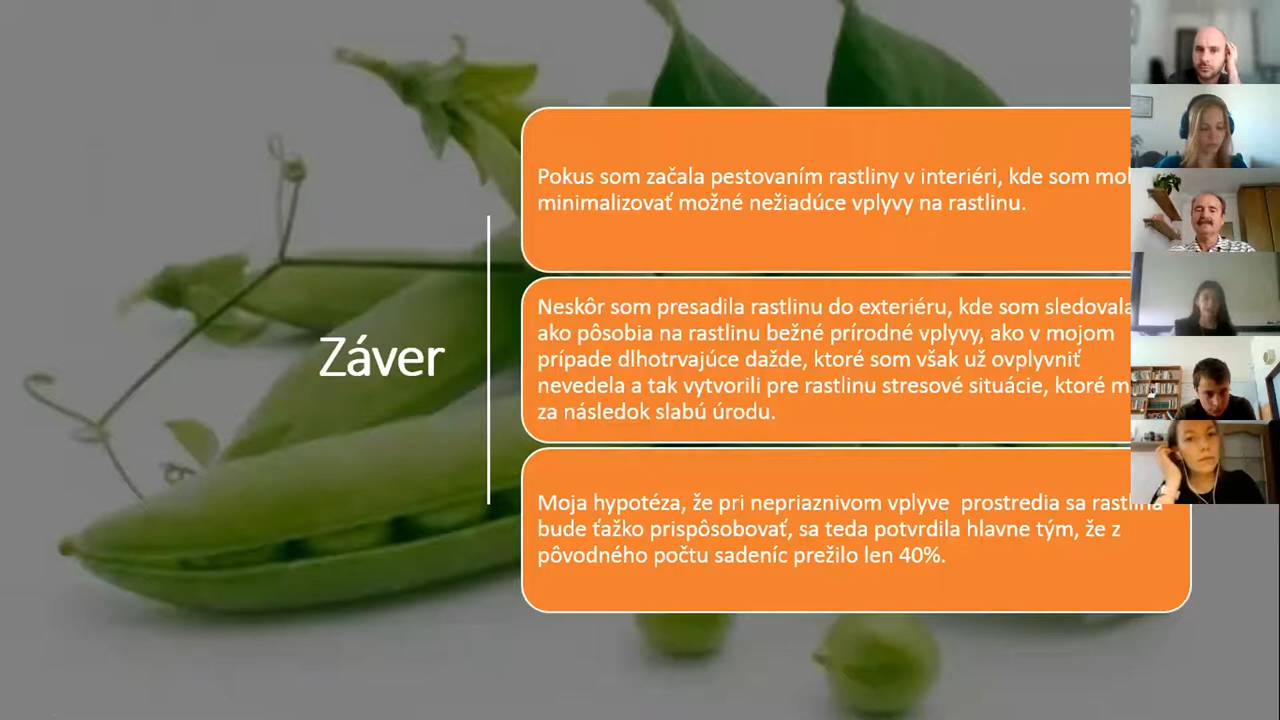 Záver
Pokus som začala pestovaním rastliny v interiéri, kde som
minimalizovať možné nežiadúce vplyvy na rastlinu.
Neskôr som presadila rastlinu do exteriéru, kde som sledovala
ako pôsobia na rastlinu bežné prírodné vplyvy, ako v mojom
prípade dlhotrvajúce dažde, ktoré som však už ovplyvniť
nevedela a tak vytvorili pre rastlinu stresové situácie, ktoré
za následok slabú úrodu.
Moja hypotéza, že pri nepriaznivom vplyve prostredia sa rastlina
bude ťažko prispôsobovať, sa teda potvrdila hlavne tým, že z
pôvodného počtu sadeníc prežilo len 40%.